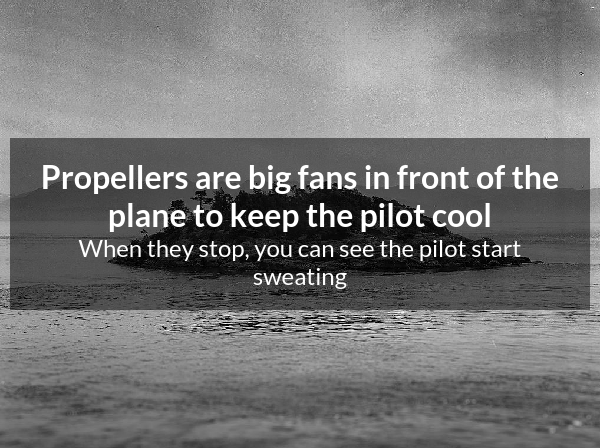 Propellers are big fans in front of the
plane to keep the pilot cool
When they stop, you can see the pilot start
sweating